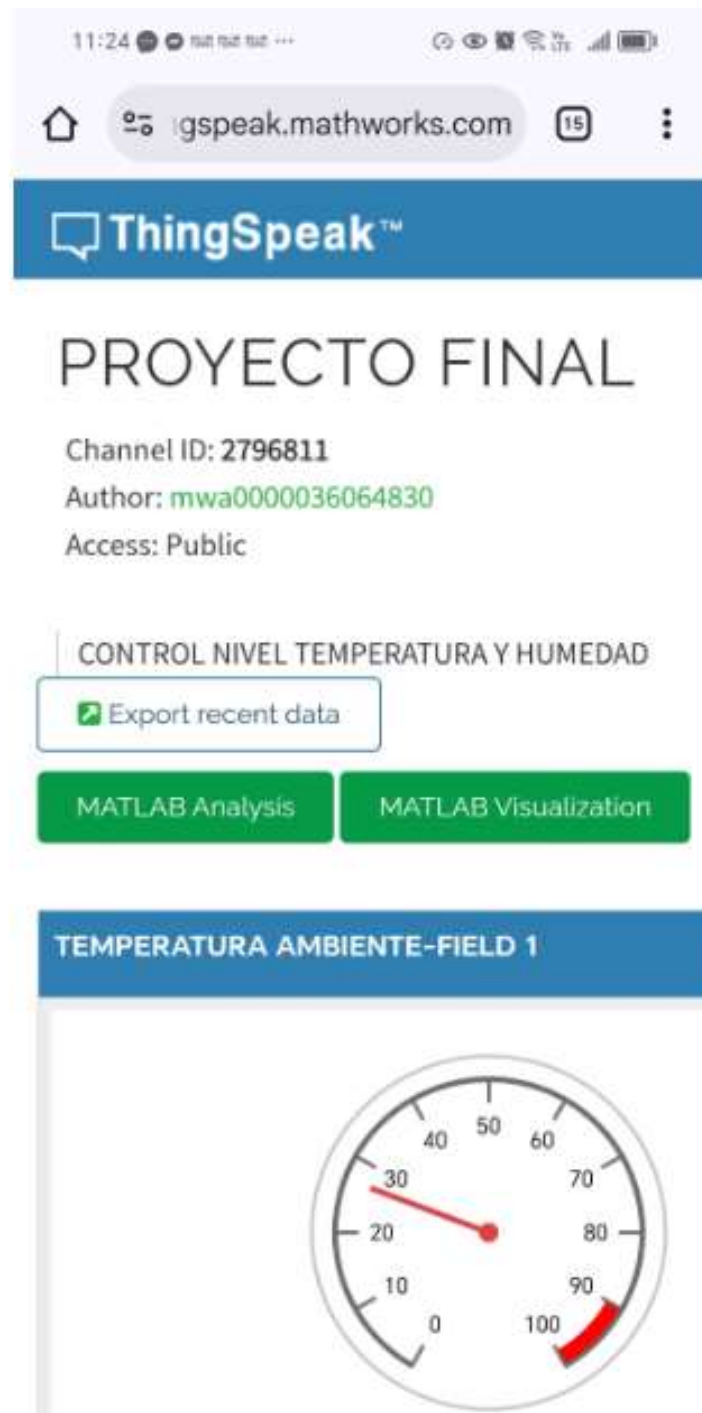 11:24
gspeak.mathworks.com 15
ThingSpeak™
PROYECTO FINAL
Channel ID: 2796811
Author: mwa0000036064830
Access: Public
CONTROL NIVEL TEMPERATURA Y HUMEDAD
Export recent data
MATLAB Analysis MATLAB Visualization
TEMPERATURA AMBIENTE-FIELD 1
50
40 60
30 70
20 80
10 90
0 100